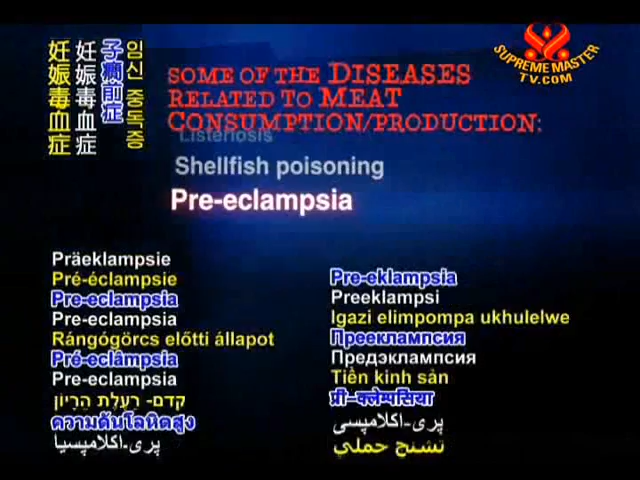 妊娠毒血症
妊娠毒血症
子癇前症
임신 중독증
SUPREME MASTER
TV.COM
SOME OF THE DISEASES
RELATED TO MEAT
CONSUMPTION/PRODUCTION:
Listeriosis
Shellfish poisoning
Pre-eclampsia
Präeklampsie
Pré-éclampsie
Pre-eclampsia
Pre-eclampsia
Rángógörcs előtti állapot
Pré-eclâmpsia
Pre-eclampsia
קדם- רעלת הריון
ความดันโลหิตสูง
پری-اکلامپسیا
Pre-eklampsia
Preeklampsi
Igazi elimpompa ukhulelwe
Прееклампсия
Предэклампсия
Tiền kinh sản
प्री-क्लेम्पसिया
پری-اکلامپسی
تشنج حملي